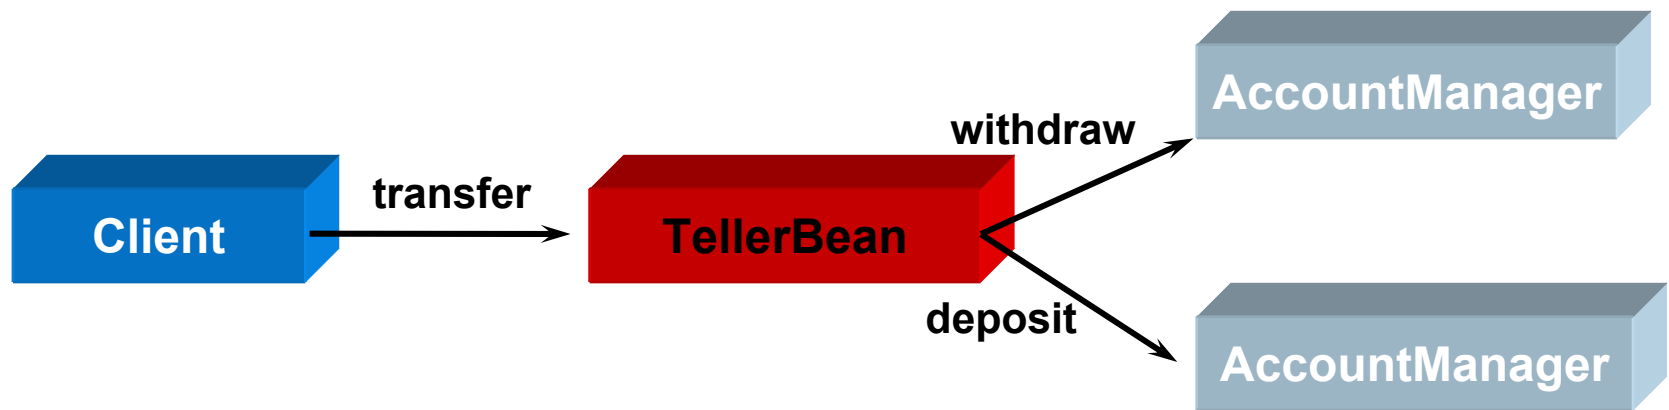 Client
transfer
TellerBean
withdraw
AccountManager
deposit
AccountManager